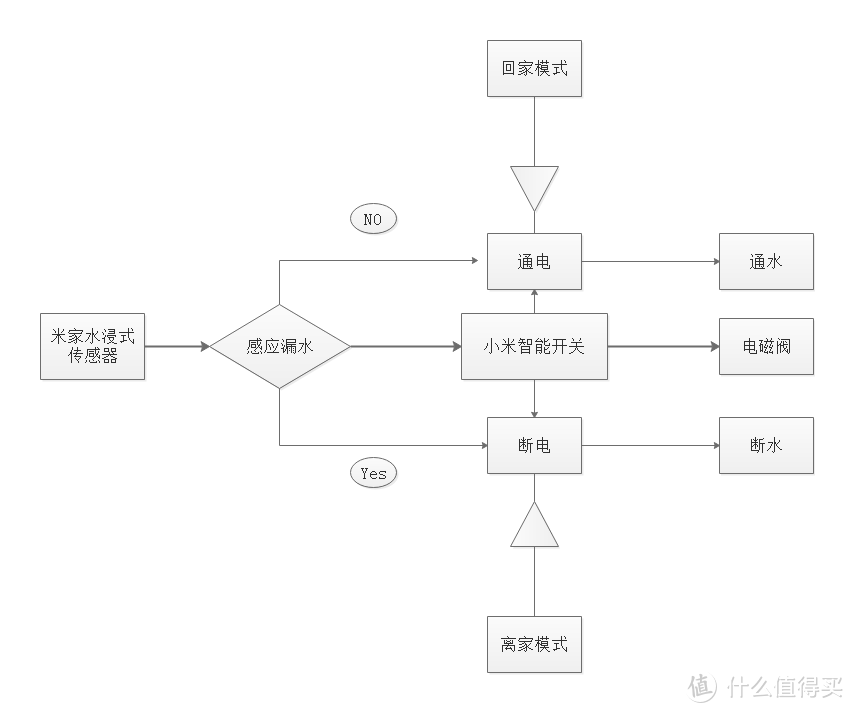 回家模式
NO
通电
通水
米家水浸式
传感器
感应漏水
小米智能开关
电磁阀
断电
断水
Yes
离家模式
值 什么值得买